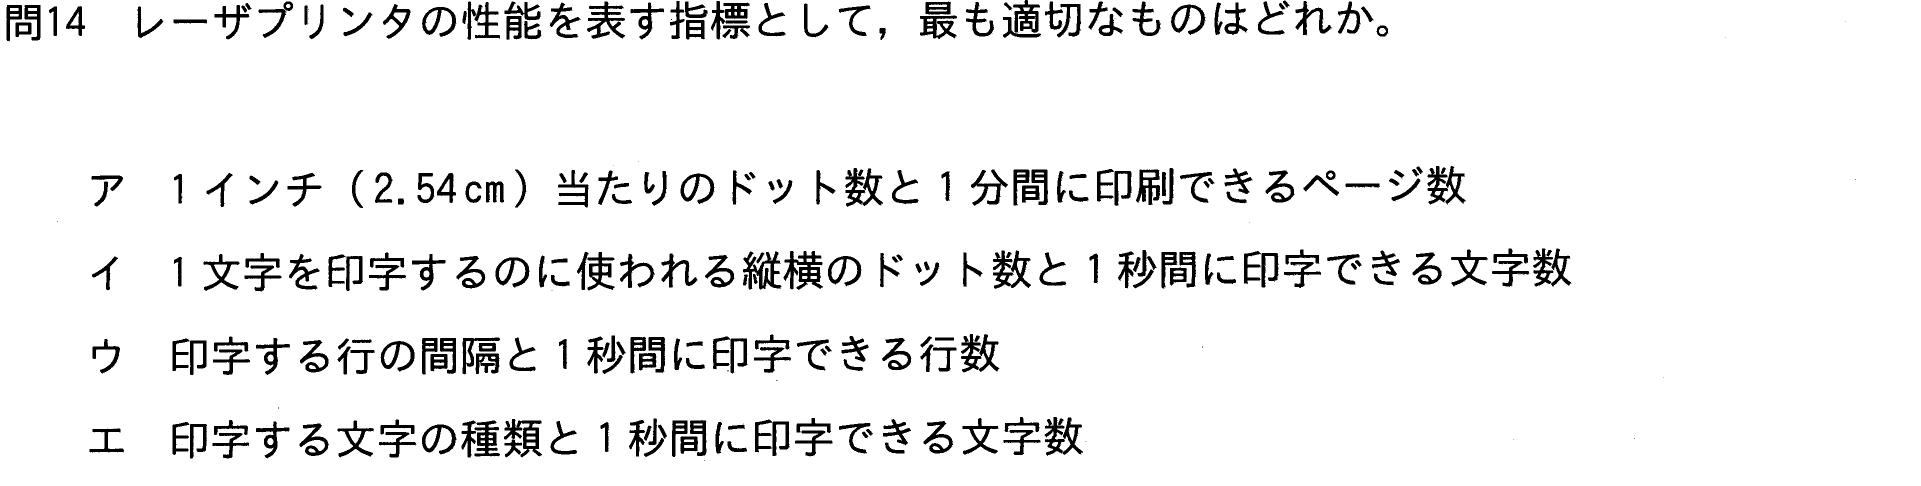 問14 レーザプリンタの性能を表す指標として，最も適切なものはどれか。
ア 1インチ（2.54cm）当たりのドット数と1分間に印刷できるページ数
イ 1文字を印字するのに使われる縦横のドット数と1秒間に印字できる文字数
ウ 印字する行の間隔と1秒間に印字できる行数
エ 印字する文字の種類と1秒間に印字できる文字数